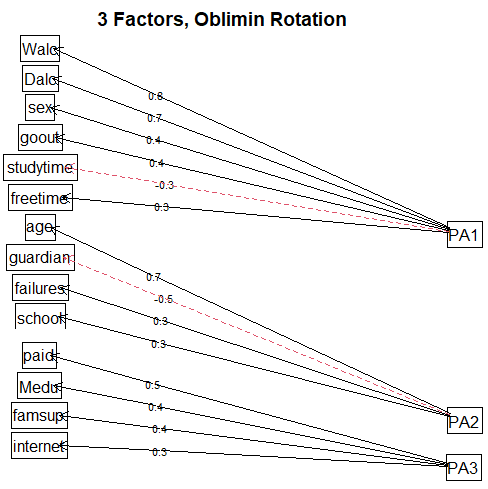 3 Factors, Oblimin Rotation
Walc
Dalc
sex
goout
studytime
freetime
age
guardian
failures
school
paid
Medu
famsup
internet
0.8
0.7
0.4
0.4
-0.3
0.3
0.7
-0.5
0.3
0.3
0.5
0.4
0.4
0.3
PA1
PA2
PA3